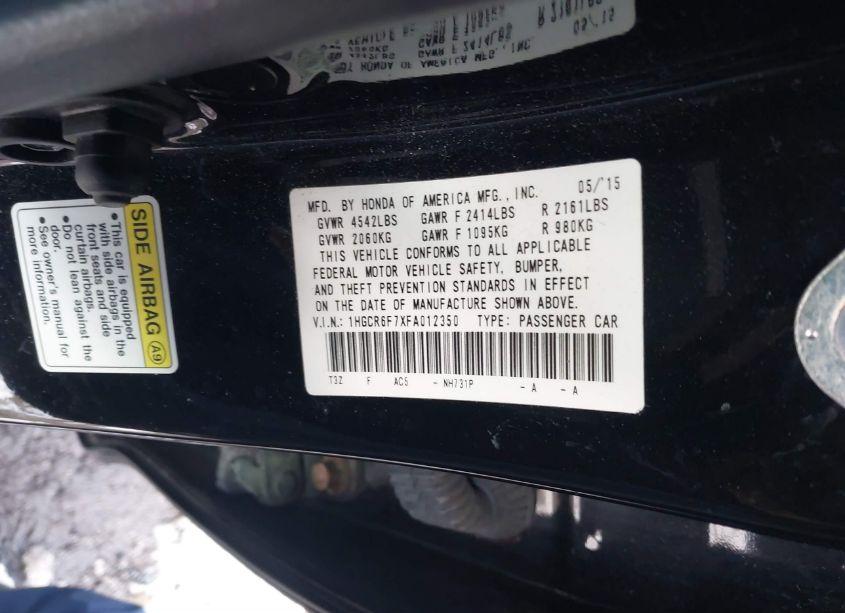 MFD. BY HONDA OF AMERICA MFG., INC. 05/15
GVWR 4542LBS GAWR F 2414LBS R 2161LBS
GVWR 2060KG GAWR F 1095KG R 980KG
THIS VEHICLE CONFORMS TO ALL APPLICABLE
FEDERAL MOTOR VEHICLE SAFETY, BUMPER,
AND THEFT PREVENTION STANDARDS IN EFFECT
ON THE DATE OF MANUFACTURE SHOWN ABOVE.
V.I.N.: 1HGCR6F7XFA012350 TYPE: PASSENGER CAR
T3Z F AC5 - NH731P - A - A
SIDE AIRBAG A9
• This car is equipped
with side airbags in the
front seats and side
curtain airbags.
• Do not lean against the
door.
• See owner's manual for
more information.